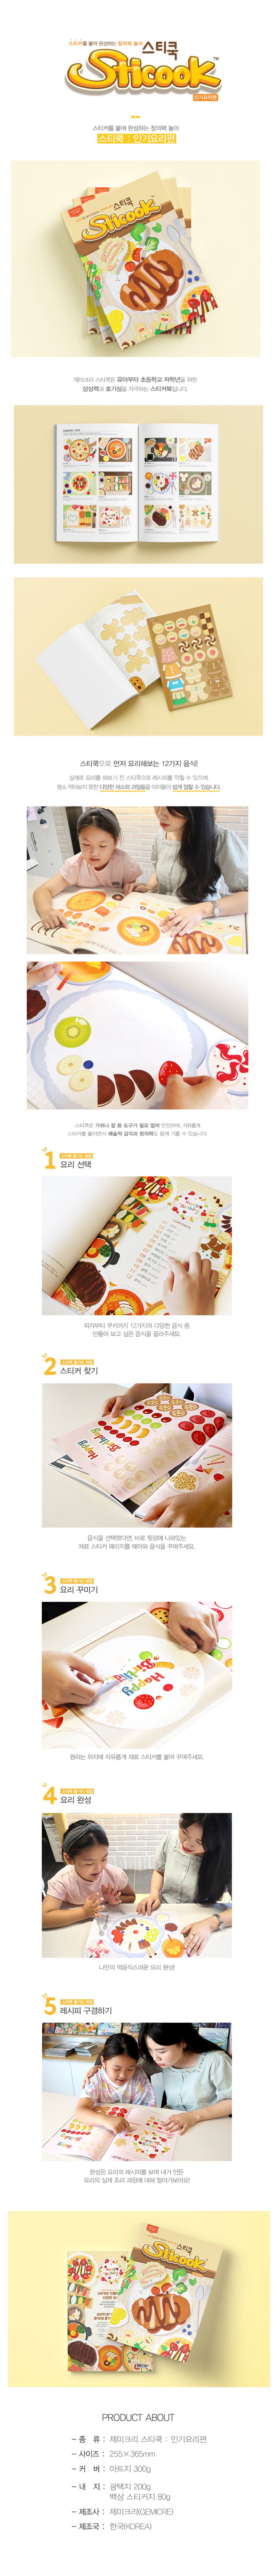 스티커를 붙여 완성하는 창의력 놀이
스티쿡
Sticook™
인기요리편
스티커를 붙여 완성하는 창의력 놀이
스티쿡 : 인기요리편
스티쿡
Sticook
제미크리 스티쿡은 유아부터 초등학교 저학년을 위한
상상력과 호기심을 자극하는 스티커북입니다.
스티쿡으로 먼저 요리해보는 12가지 음식!
실제로 요리를 해보기 전 스티쿡으로 레시피를 익힐 수 있으며,
평소 먹어보지 못한 다양한 채소와 과일들을 아이들이 쉽게 접할 수 있습니다.
스티쿡은 가위나 칼 등 도구가 필요 없어 안전하며, 자유롭게
스티커를 붙이면서 예술적 감각과 창의력도 함께 기를 수 있습니다.
1
요리 선택
피자부터 쿠키까지 12가지의 다양한 음식 중
만들어 보고 싶은 음식을 골라주세요.
2
스티커 찾기
Happy
Birthday
음식을 선택했다면, 바로 뒷장에 나와있는
재료 스티커 페이지를 떼어와 음식을 꾸며주세요.
3
요리 꾸미기
Happy
Birthday
원하는 위치에 자유롭게 재료 스티커를 붙여 꾸며주세요.
4
요리 완성
나만의 먹음직스러운 요리 완성!
5
레시피 구경하기
완성된 요리의 레시피를 보며 내가 만든
요리의 실제 조리 과정에 대해 알아가보아요!
스티쿡
Sticook
PRODUCT ABOUT
- 종 류 : 제미크리 스티쿡 : 인기요리편
- 사이즈 : 255×365mm
- 커 버 : 아트지 300g
- 내 지 : 광택지 200g
백상 스티커지 80g
- 제조사 : 제미크리(GEMICRE)
- 제조국 : 한국(KOREA)